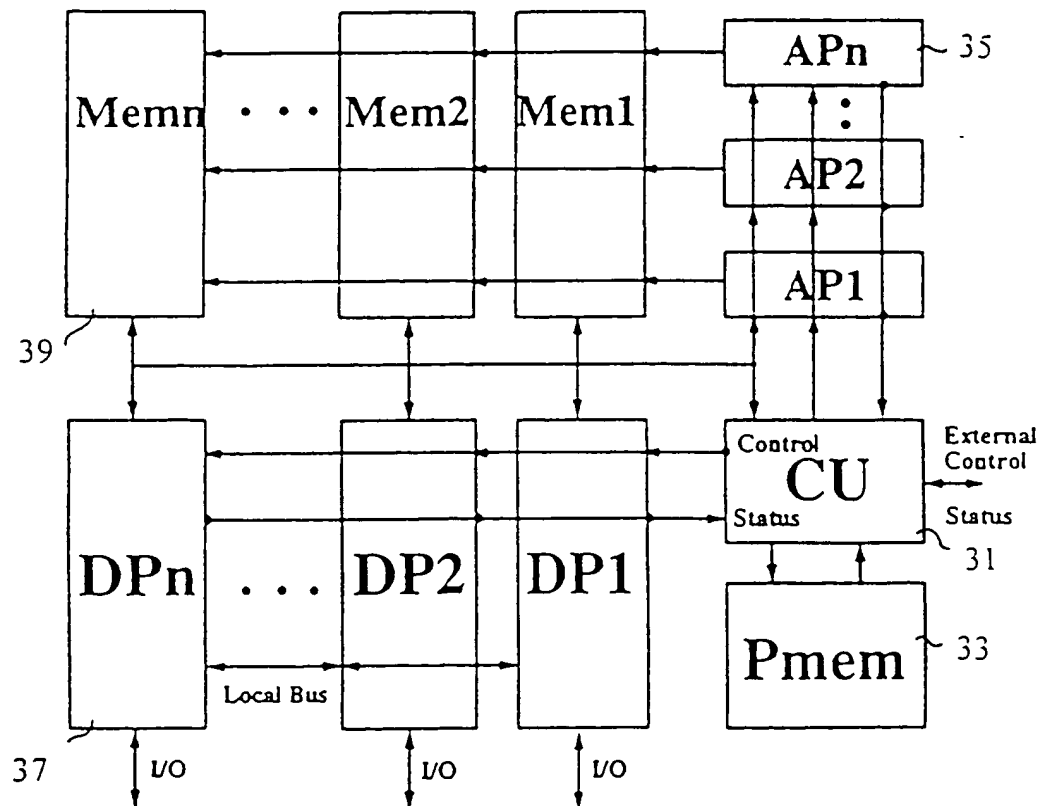 APn
35
Memn
Mem2
Mem1
AP2
AP1
39
Control
CU
Status
External
Control
Status
31
DPn
DP2
DP1
Pmem
33
Local Bus
37
I/O
I/O
I/O